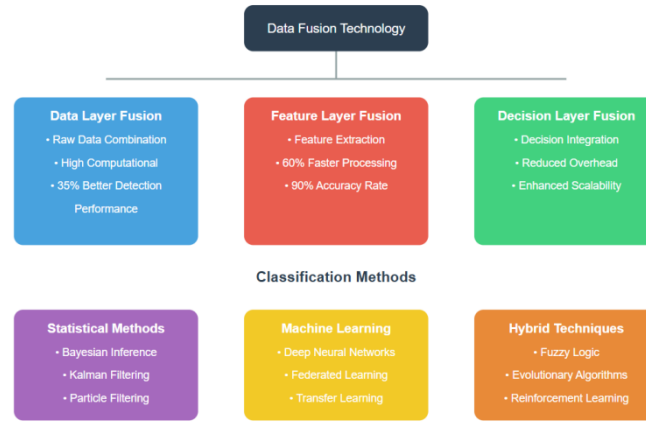 Data Fusion Technology
Data Layer Fusion
• Raw Data Combination
• High Computational
• 35% Better Detection
Performance
Feature Layer Fusion
• Feature Extraction
• 60% Faster Processing
• 90% Accuracy Rate
Decision Layer Fusion
• Decision Integration
• Reduced Overhead
• Enhanced Scalability
Classification Methods
Statistical Methods
• Bayesian Inference
• Kalman Filtering
• Particle Filtering
Machine Learning
• Deep Neural Networks
• Federated Learning
• Transfer Learning
Hybrid Techniques
• Fuzzy Logic
• Evolutionary Algorithms
• Reinforcement Learning